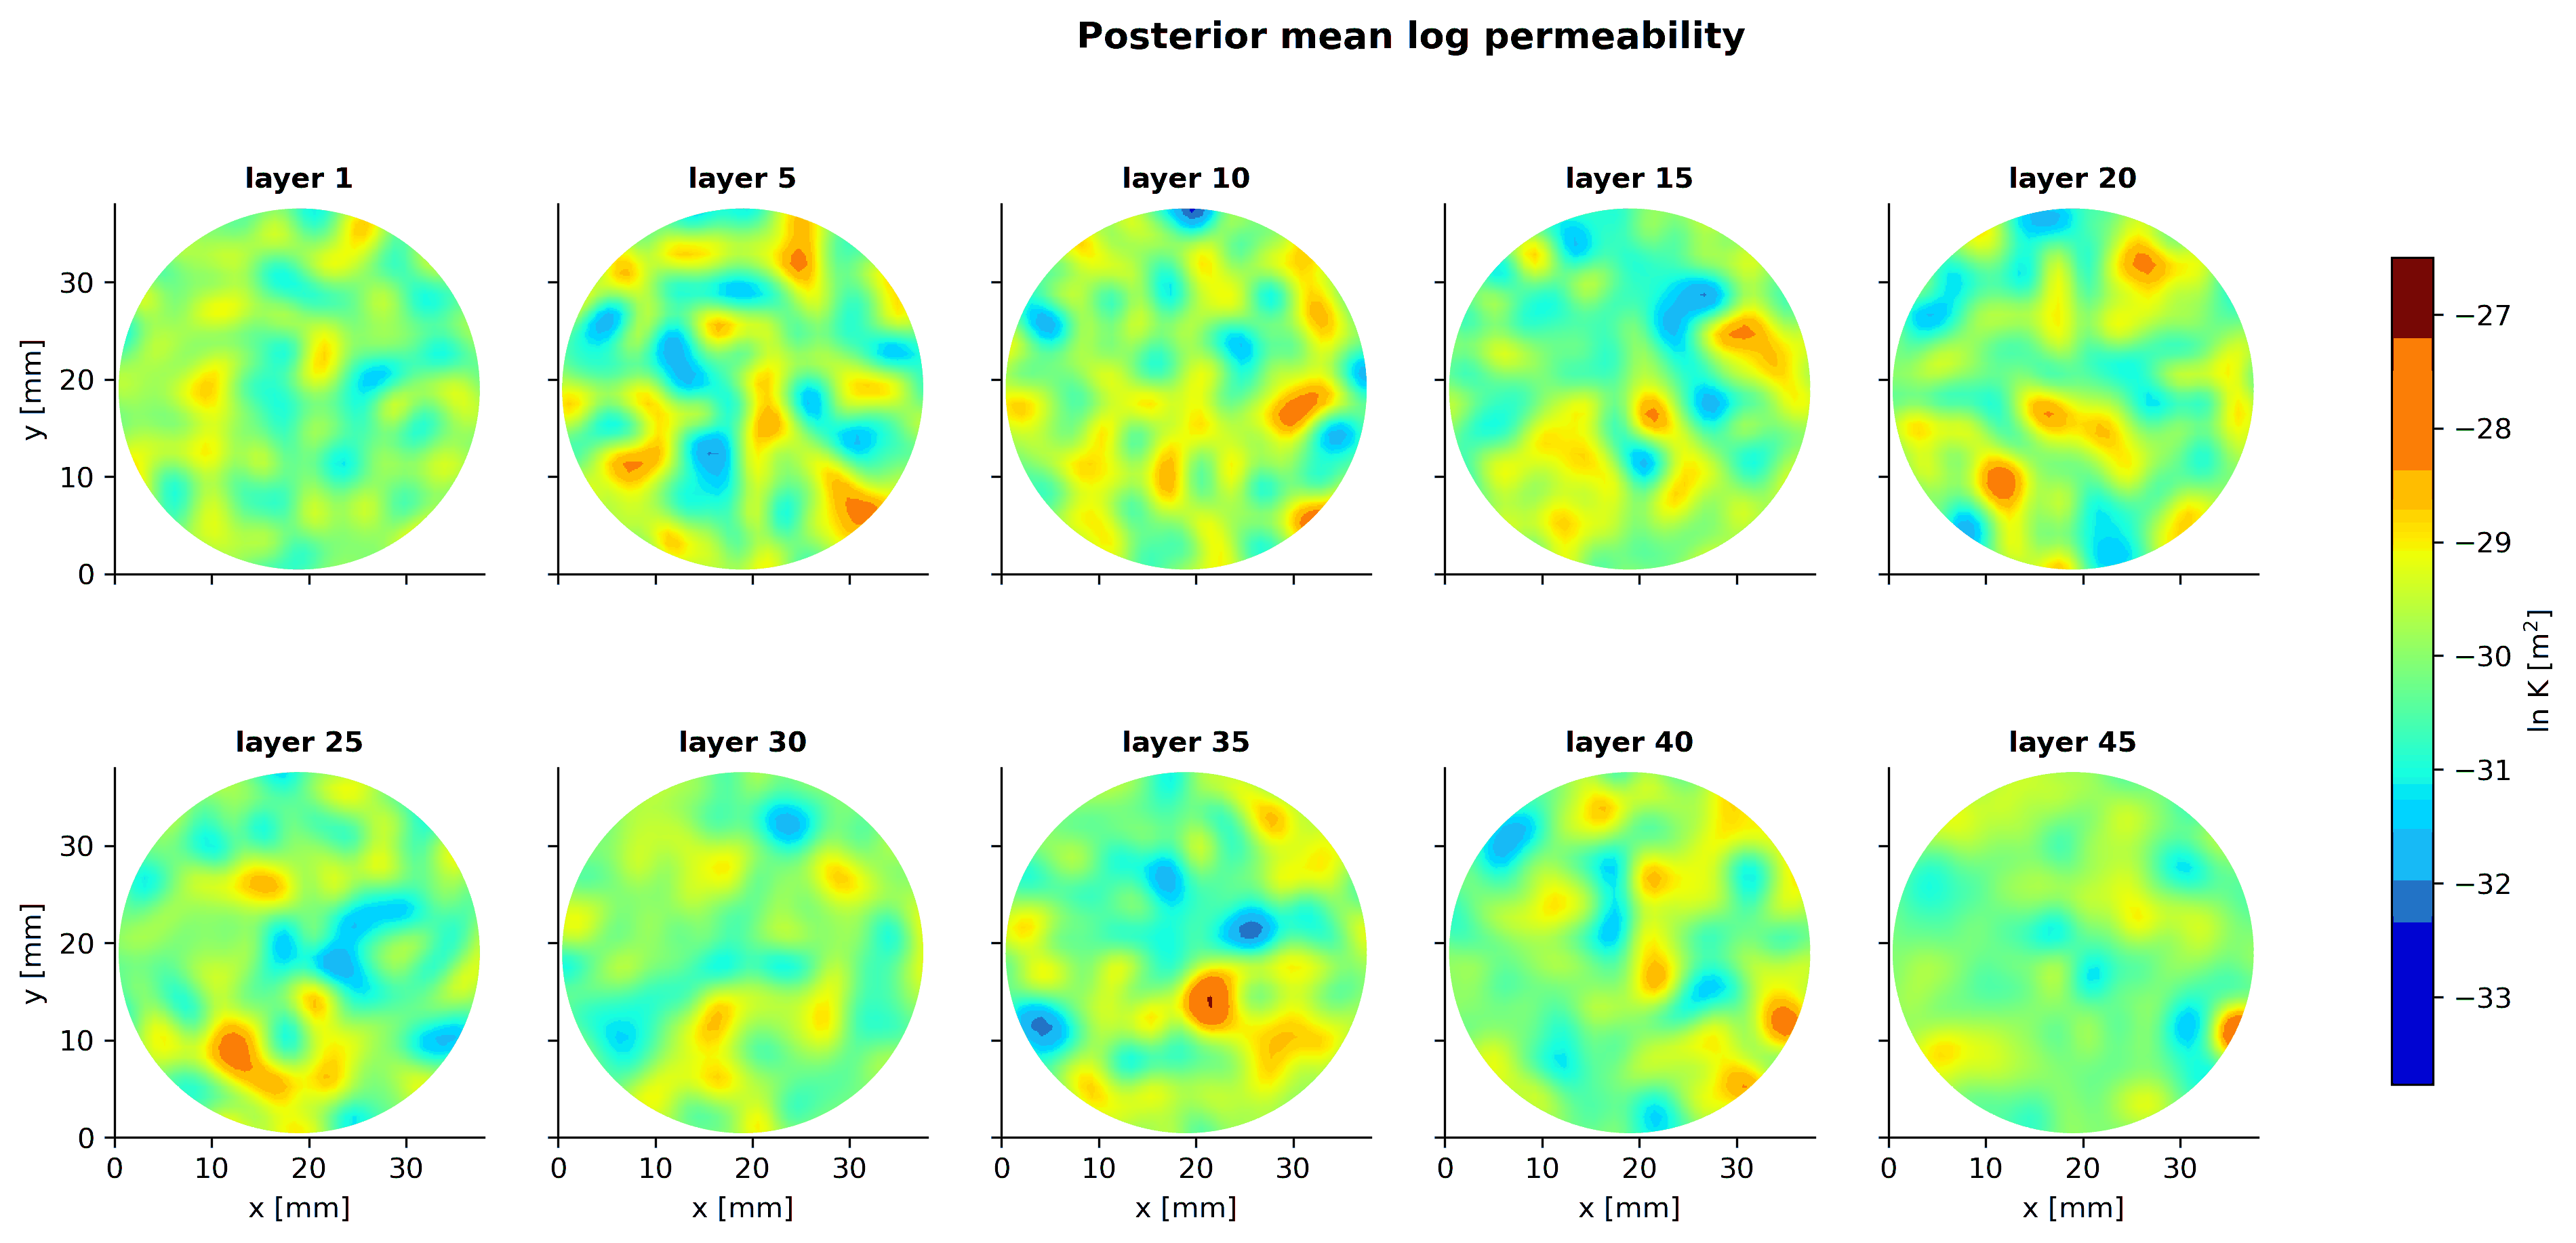 Posterior mean log permeability
layer 1
layer 5
layer 10
layer 15
layer 20
30
20
10
0
y [mm]
layer 25
layer 30
layer 35
layer 40
layer 45
30
20
10
0
y [mm]
0 10 20 30
0 10 20 30
0 10 20 30
0 10 20 30
0 10 20 30
x [mm]
x [mm]
x [mm]
x [mm]
x [mm]
−27
−28
−29
−30
−31
−32
−33
ln K [m²]